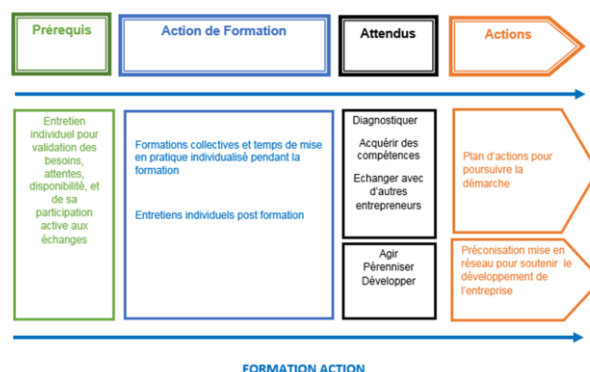 Prérequis
Action de Formation
Attendus
Actions
Entretien
individuel pour
validation des
besoins,
attentes,
disponibilité, et
de sa
participation
active aux
échanges
Formations collectives et temps de mise
en pratique individualisé pendant la
formation
Entretiens individuels post formation
Diagnostiquer
Acquérir des
compétences
Echanger avec
d'autres
entrepreneurs
Agir
Pérenniser
Développer
Plan d'actions pour
poursuivre la
démarche
Préconisation mise en
réseau pour soutenir le
développement de
l'entreprise
FORMATION ACTION